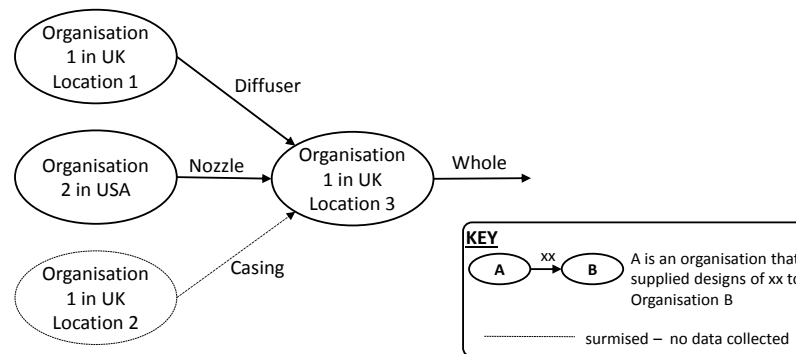 Organisation
1 in UK
Location 1
Diffuser
Organisation
2 in USA
Nozzle
Organisation
1 in UK
Location 3
Whole
Organisation
1 in UK
Location 2
Casing
KEY
A
xx
B
A is an organisation that
supplied designs of xx to
Organisation B
surmised – no data collected